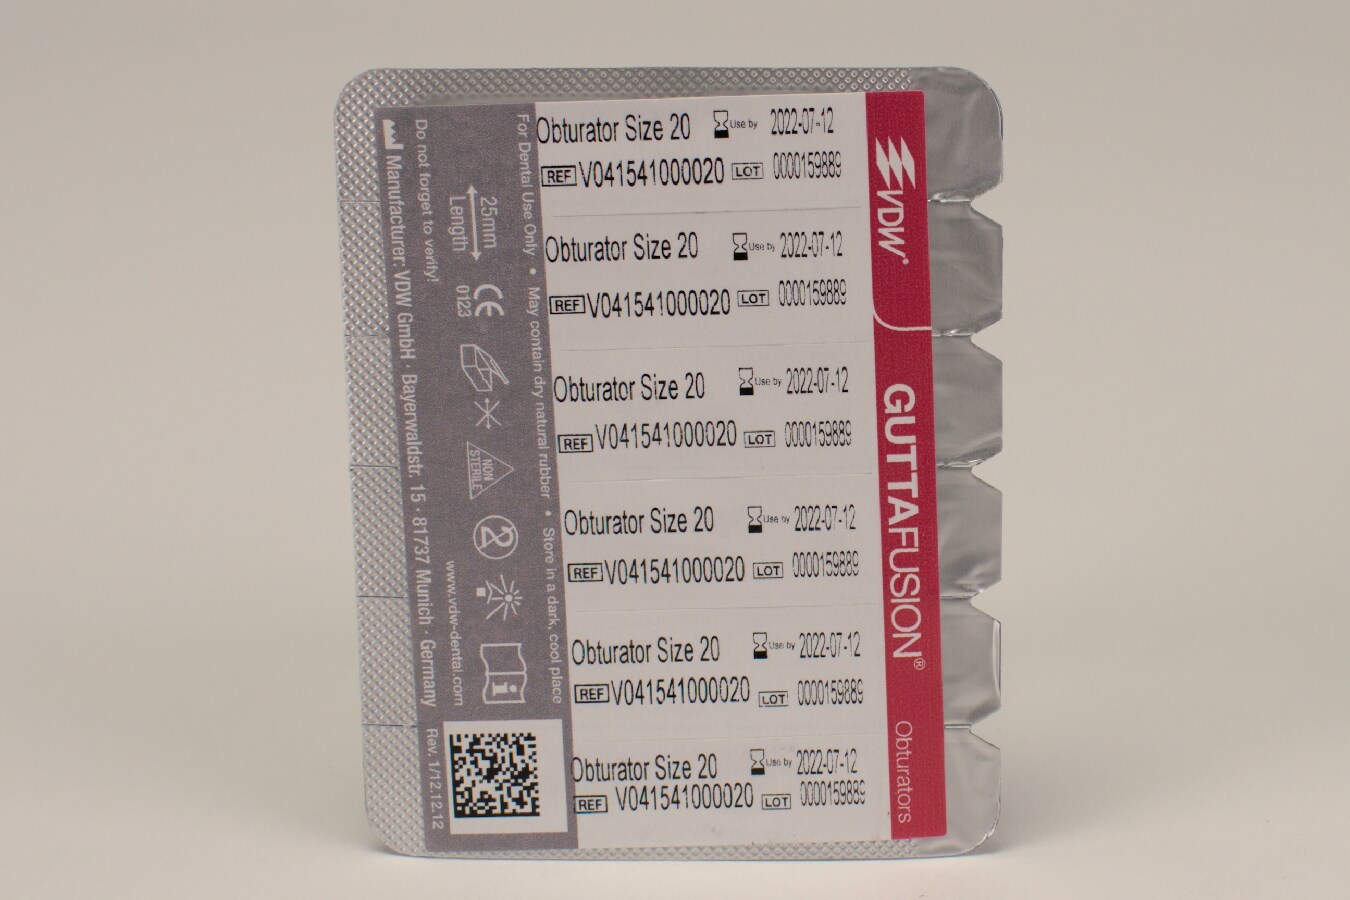 Obturator Size 20 Use by 2022-07-12
REF V041541000020 LOT 0000159889
Obturator Size 20 Use by 2022-07-12
REF V041541000020 LOT 0000159889
Obturator Size 20 Use by 2022-07-12
REF V041541000020 LOT 0000159889
Obturator Size 20 Use by 2022-07-12
REF V041541000020 LOT 0000159889
Obturator Size 20 Use by 2022-07-12
REF V041541000020 LOT 0000159889
Obturator Size 20 Use by 2022-07-12
REF V041541000020 LOT 0000159889
VDW GUTTAFUSION® Obturators
For Dental Use Only • May contain dry natural rubber • Store in a dark, cool place
25mm
Length
CE
0123
NON
STERILE
2
i
Do not forget to verify!
www.vdw-dental.com
Manufacturer: VDW GmbH · Bayerwaldstr. 15 · 81737 Munich · Germany
Rev. 1/12.12.12